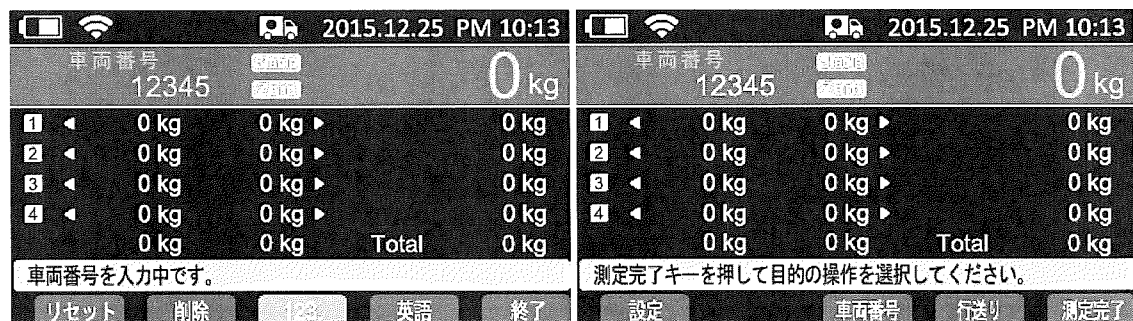 2015.12.25 PM 10:13
車両番号
12345
Stable
Zero
0 kg
1 0 kg 0 kg 0 kg
2 0 kg 0 kg 0 kg
3 0 kg 0 kg 0 kg
4 0 kg 0 kg 0 kg
0 kg 0 kg Total 0 kg
車両番号を入力中です。
リセット 削除 123 英語 終了
2015.12.25 PM 10:13
車両番号
12345
Stable
Zero
0 kg
1 0 kg 0 kg 0 kg
2 0 kg 0 kg 0 kg
3 0 kg 0 kg 0 kg
4 0 kg 0 kg 0 kg
0 kg 0 kg Total 0 kg
測定完了キーを押して目的の操作を選択してください。
設定 車両番号 行送り 測定完了